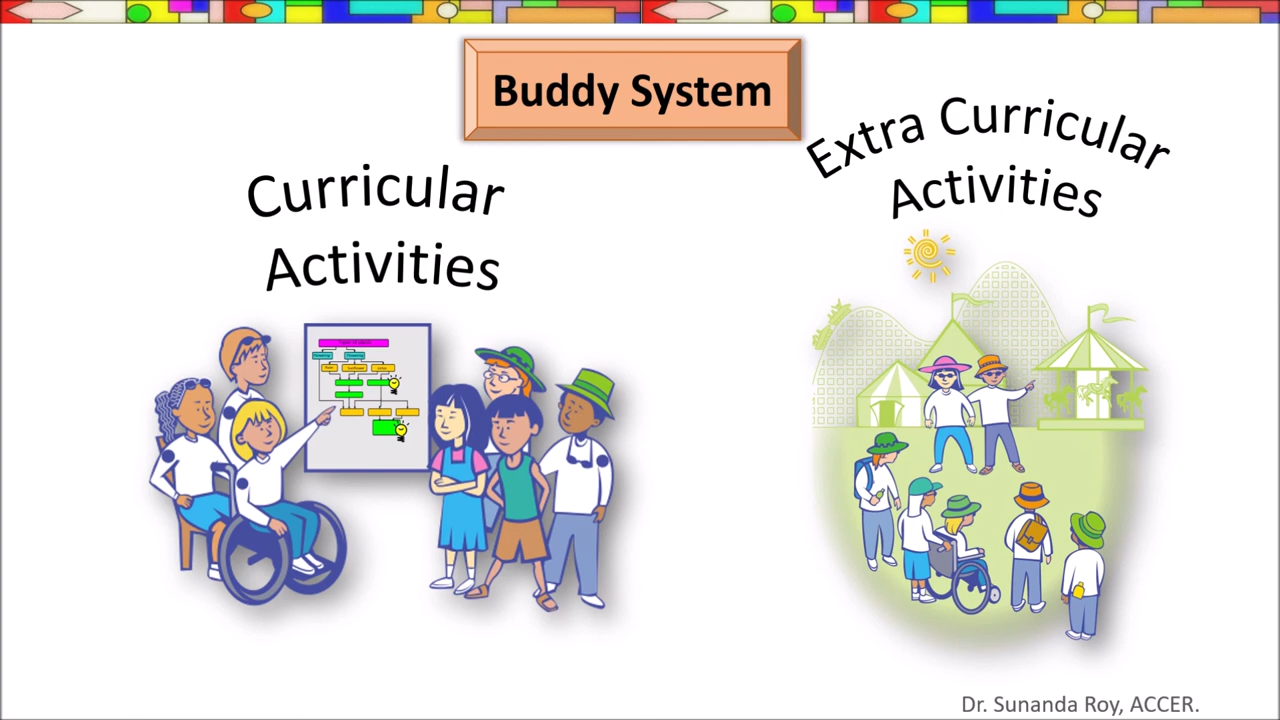 Buddy System
Curricular
Activities
Extra Curricular
Activities
Dr. Sunanda Roy, ACCER.